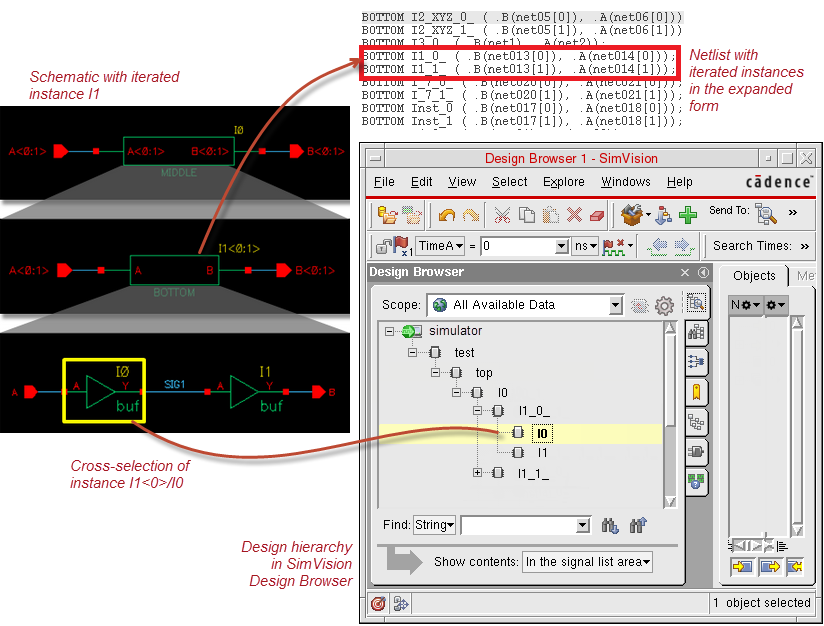 BOTTOM I2_XYZ_0_ ( .B(net05[0]), .A(net06[0]))
BOTTOM I2_XYZ_1_ ( .B(net05[1]), .A(net06[1]))
BOTTOM I3_0_ ( .B(net1), .A(net2));
BOTTOM I1_0_ ( .B(net013[0]), .A(net014[0]));
BOTTOM I1_1_ ( .B(net013[1]), .A(net014[1]));
BOTTOM I_7_0_ ( .B(net020[0]), .A(net021[0]));
BOTTOM I_7_1_ ( .B(net020[1]), .A(net021[1]));
BOTTOM Inst_0 ( .B(net017[0]), .A(net018[0]));
BOTTOM Inst_1 ( .B(net017[1]), .A(net018[1]));
Netlist with
iterated instances
in the expanded
form
Schematic with iterated
instance I1
I0
A<0:1>
A<0:1>
B<0:1>
B<0:1>
MIDDLE
I1<0:1>
A<0:1>
A
B
B<0:1>
BOTTOM
I0
I1
A
A
Y
SIG1
A
Y
B
buf
buf
Cross-selection of
instance I1<0>/I0
Design hierarchy
in SimVision
Design Browser
Design Browser 1 - SimVision
File Edit View Select Explore Windows Help
cādence™
Send To:
»
TimeA = 0 ns
Search Times: »
Design Browser
Objects
Me
Scope: All Available Data
N
simulator
test
top
I0
I1_0_
I0
I1
I1_1_
Find: String
Show contents: In the signal list area
1 object selected